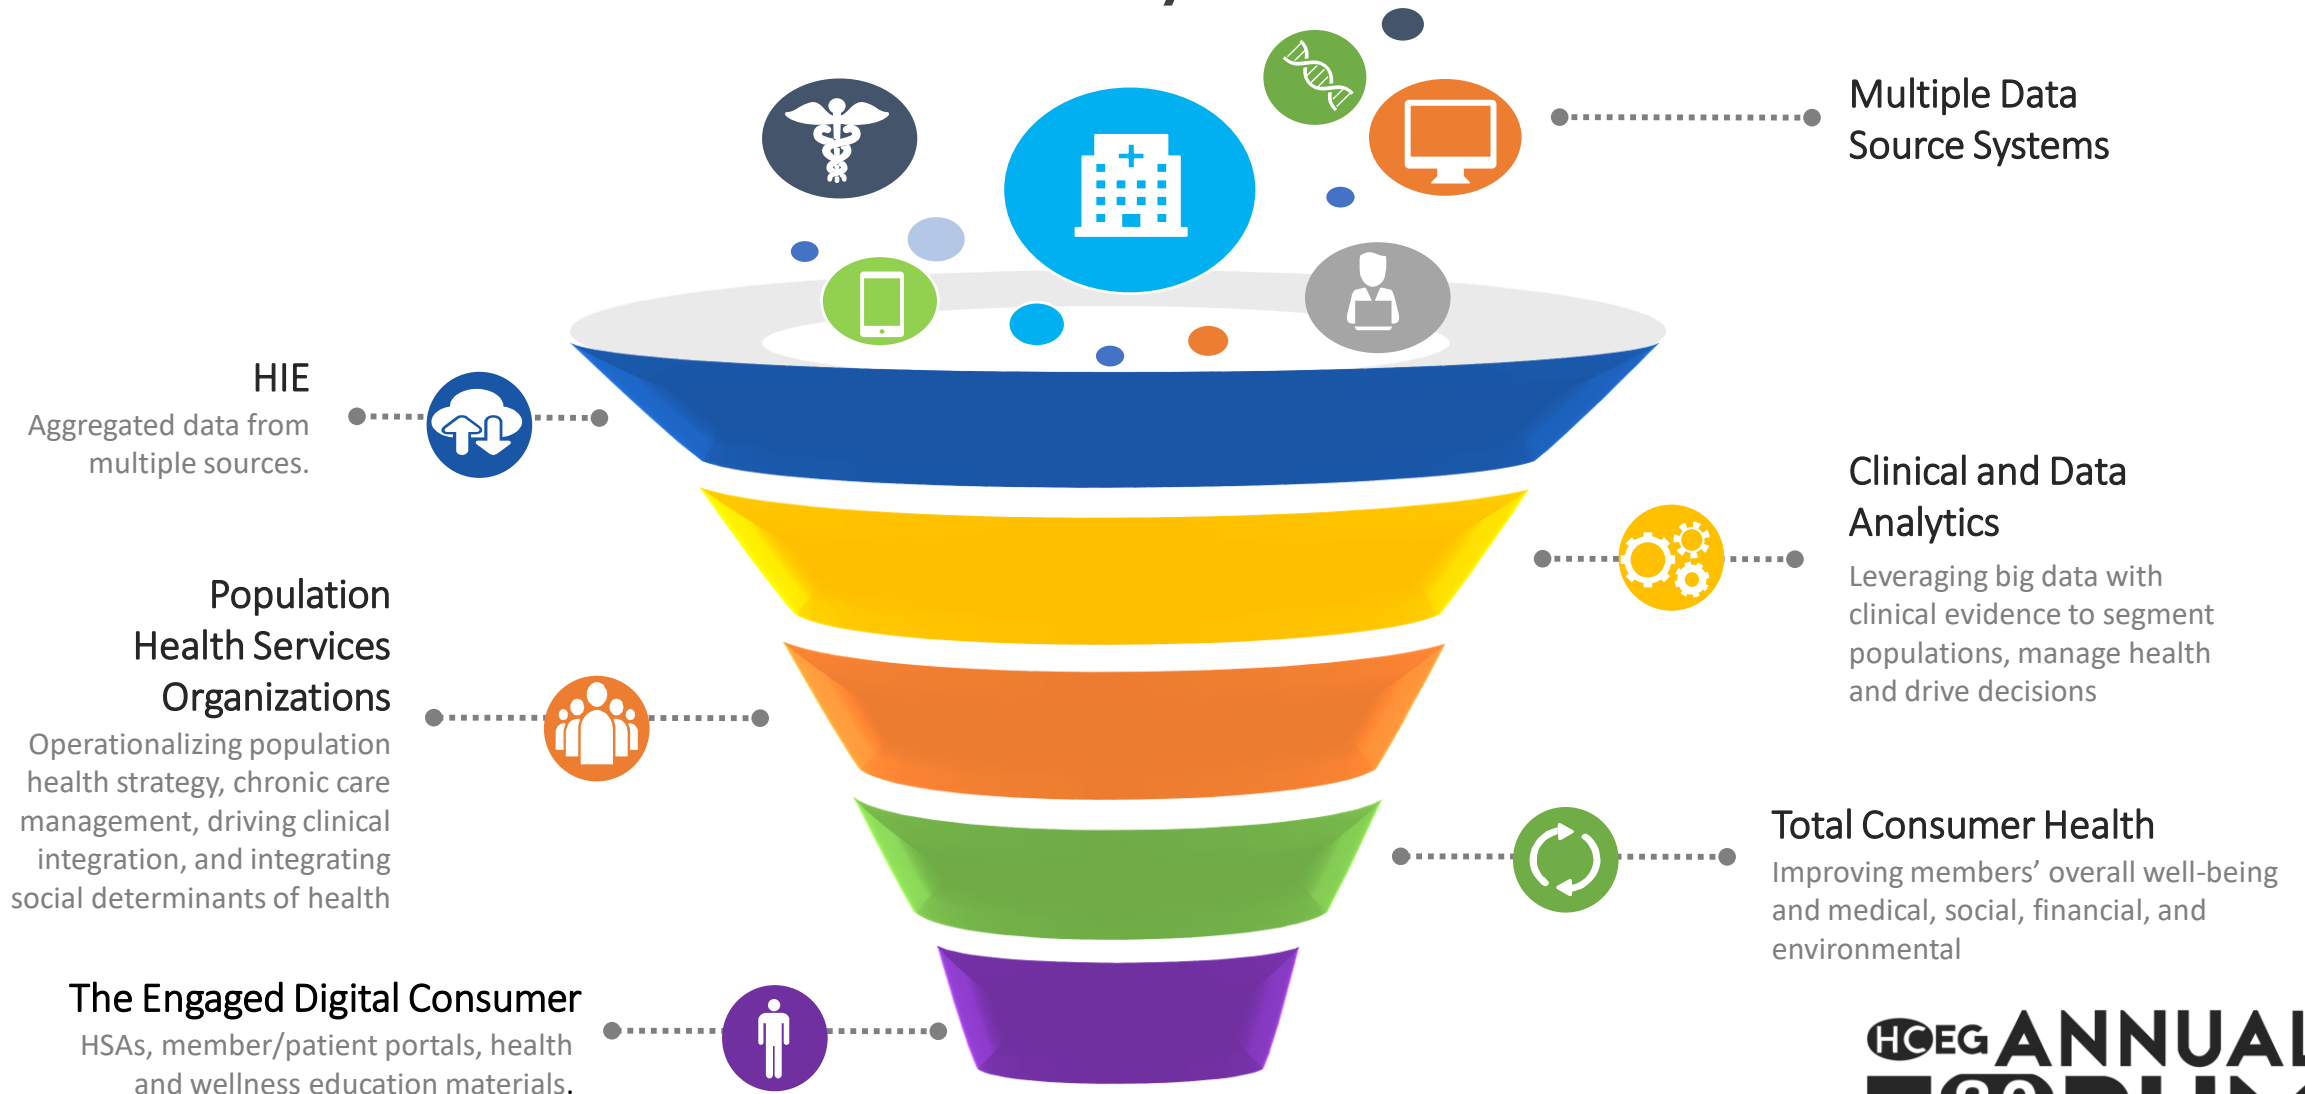 Multiple Data
Source Systems
HIE
Aggregated data from
multiple sources.
Clinical and Data
Analytics
Leveraging big data with
clinical evidence to segment
populations, manage health
and drive decisions
Population
Health Services
Organizations
Operationalizing population
health strategy, chronic care
management, driving clinical
integration, and integrating
social determinants of health
Total Consumer Health
Improving members’ overall well-being
and medical, social, financial, and
environmental
The Engaged Digital Consumer
HSAs, member/patient portals, health
and wellness education materials.
HCEG ANNUAL